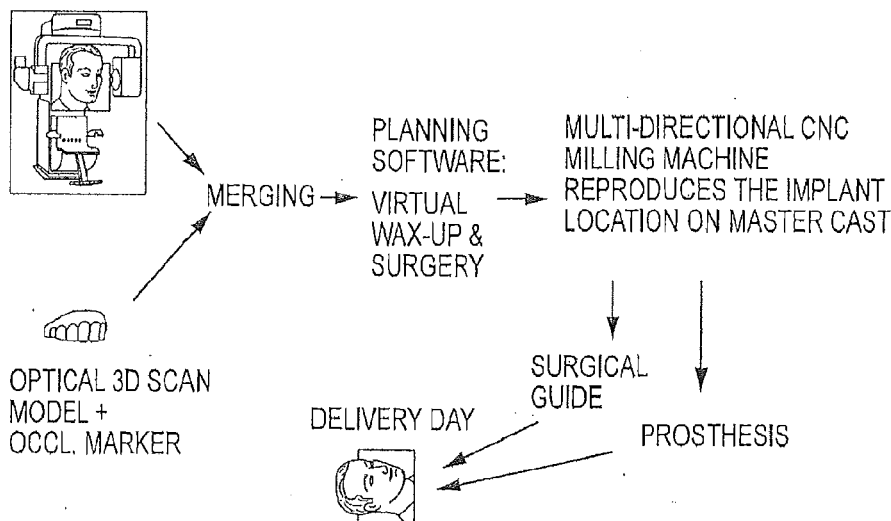 MERGING
PLANNING
SOFTWARE:
VIRTUAL
WAX-UP &
SURGERY
MULTI-DIRECTIONAL CNC
MILLING MACHINE
REPRODUCES THE IMPLANT
LOCATION ON MASTER CAST
OPTICAL 3D SCAN
MODEL +
OCCL. MARKER
SURGICAL
GUIDE
PROSTHESIS
DELIVERY DAY